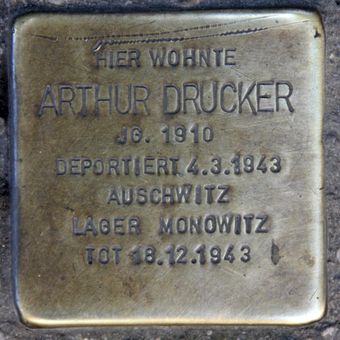 HIER WOHNTE
ARTHUR DRUCKER
JG. 1910
DEPORTIERT 4.3.1943
AUSCHWITZ
LAGER MONOWITZ
TOT 18.12.1943